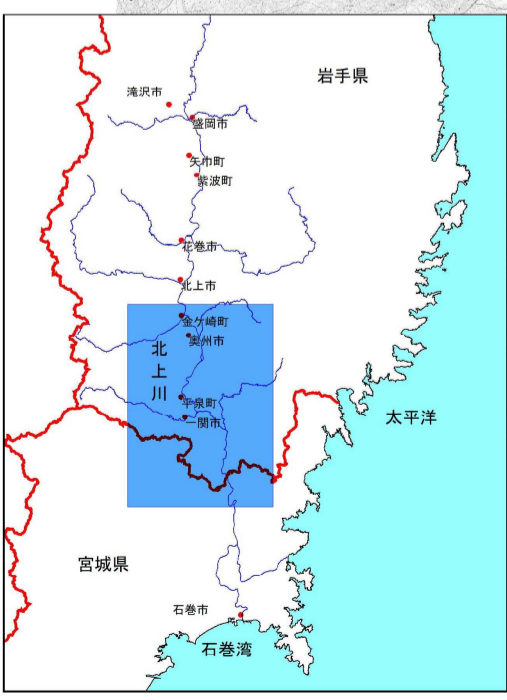 岩手県
滝沢市
盛岡市
矢巾町
紫波町
花巻市
北上市
金ケ崎町
奥州市
北上川
平泉町
一関市
太平洋
宮城県
石巻市
石巻湾